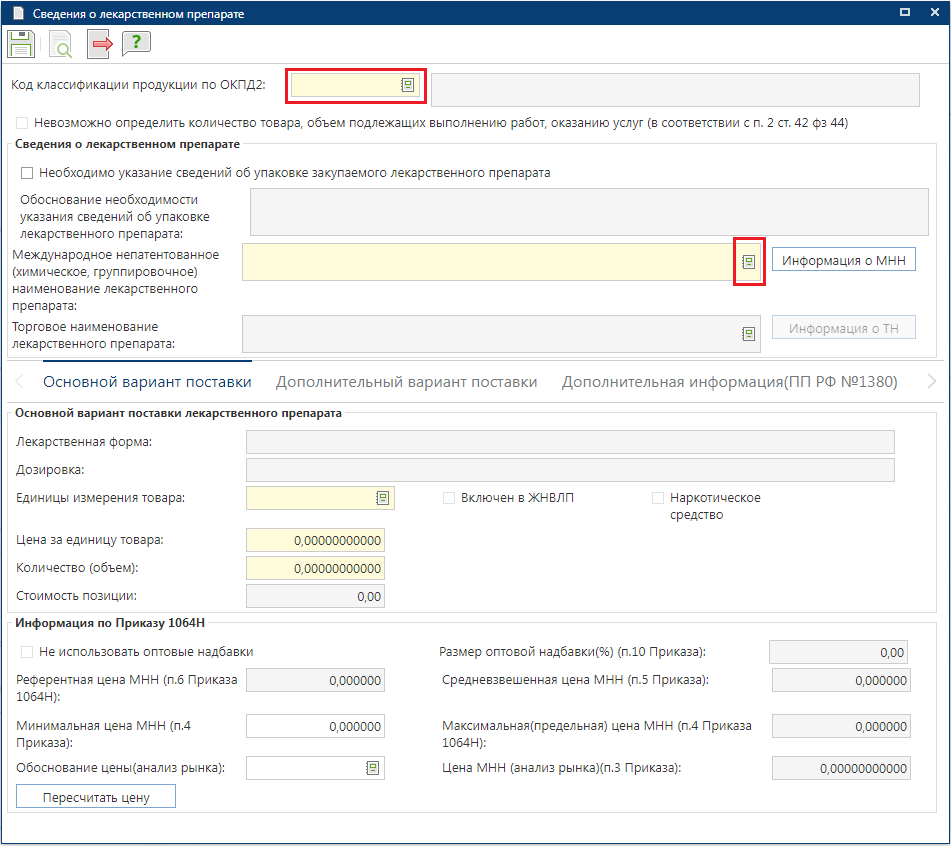 Сведения о лекарственном препарате
?
Код классификации продукции по ОКПД2:
Невозможно определить количество товара, объем подлежащих выполнению работ, оказанию услуг (в соответствии с п. 2 ст. 42 фз 44)
Сведения о лекарственном препарате
Необходимо указание сведений об упаковке закупаемого лекарственного препарата
Обоснование необходимости
указания сведений об упаковке
лекарственного препарата:
Международное непатентованное
(химическое, группировочное)
наименование лекарственного
препарата:
Информация о МНН
Торговое наименование
лекарственного препарата:
Информация о ТН
Основной вариант поставки Дополнительный вариант поставки Дополнительная информация(ПП РФ №1380)
Основной вариант поставки лекарственного препарата
Лекарственная форма:
Дозировка:
Единицы измерения товара: Включен в ЖНВЛП Наркотическое
средство
Цена за единицу товара: 0,00000000000
Количество (объем): 0,00000000000
Стоимость позиции: 0,00
Информация по Приказу 1064Н
Не использовать оптовые надбавки Размер оптовой надбавки(%) (п.10 Приказа): 0,00
Референтная цена МНН (п.6 Приказа
1064Н):
0,000000
Средневзвешенная цена МНН (п.5 Приказа): 0,000000
Минимальная цена МНН (п.4
Приказа):
0,000000
Максимальная(предельная) цена МНН (п.4 Приказа
1064Н):
0,000000
Обоснование цены(анализ рынка): Цена МНН (анализ рынка)(п.3 Приказа): 0,00000000000
Пересчитать цену